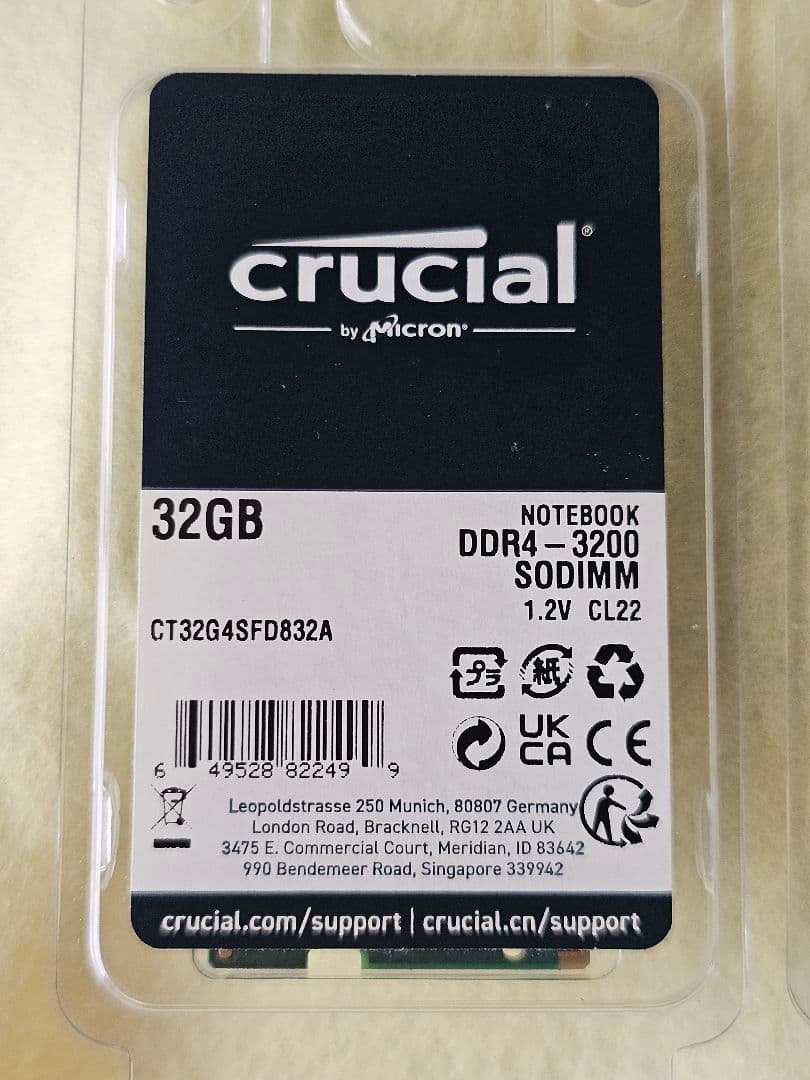 crucial®
by Micron®
32GB
NOTEBOOK
DDR4-3200
SODIMM
1.2V CL22
CT32G4SFD832A
プラ
紙
UK
CA
CE
6 49528 82249 9
Leopoldstrasse 250 Munich, 80807 Germany
London Road, Bracknell, RG12 2AA UK
3475 E. Commercial Court, Meridian, ID 83642
990 Bendemeer Road, Singapore 339942
crucial.com/support | crucial.cn/support